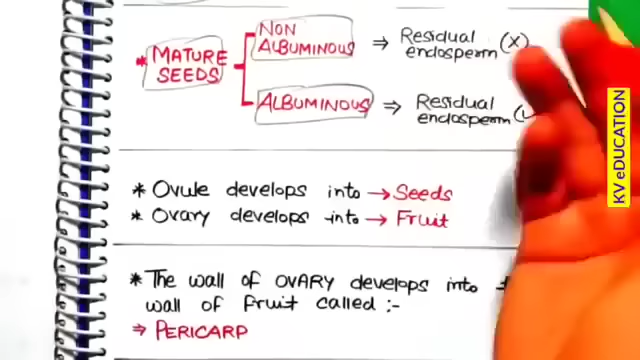 * MATURE SEEDS
NON ALBUMINOUS ⇒ Residual endosperm (x)
ALBUMINOUS ⇒ Residual endosperm (
* Ovule develops into → Seeds
* Ovary develops into → Fruit
* The wall of OVARY develops into
wall of fruit called :-
⇒ PERICARP
KV eDUCATION